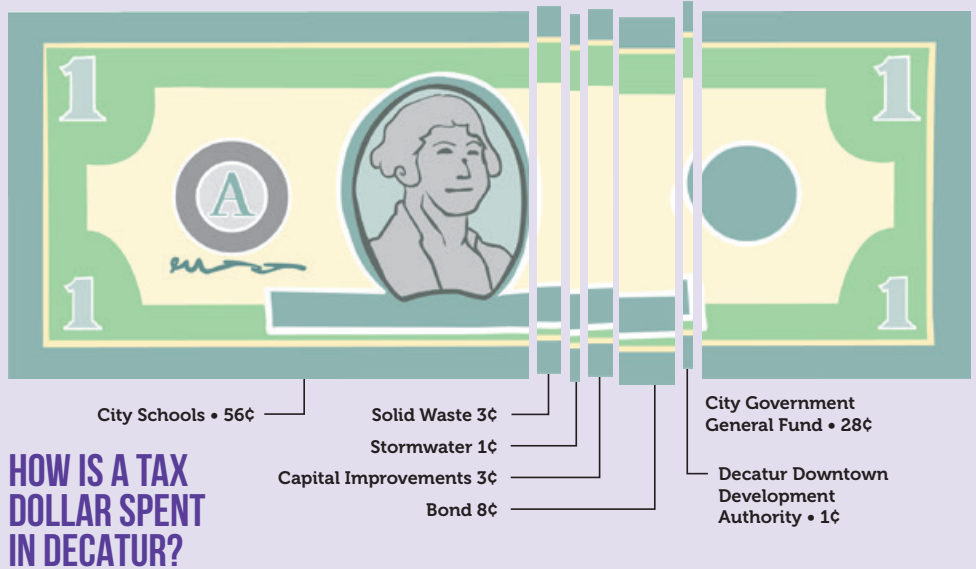 1
1
A
1
1
City Schools • 56¢
Solid Waste 3¢
Stormwater 1¢
Capital Improvements 3¢
Bond 8¢
City Government
General Fund • 28¢
Decatur Downtown
Development
Authority • 1¢
HOW IS A TAX
DOLLAR SPENT
IN DECATUR?